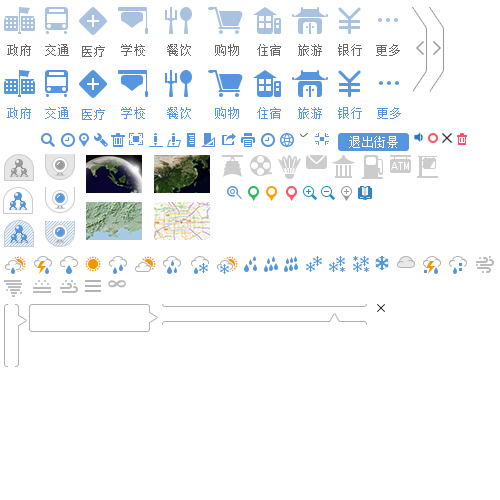 政府 交通 医疗 学校 餐饮 购物 住宿 旅游 银行 更多
政府 交通 医疗 学校 餐饮 购物 住宿 旅游 银行 更多
退出街景
ATM